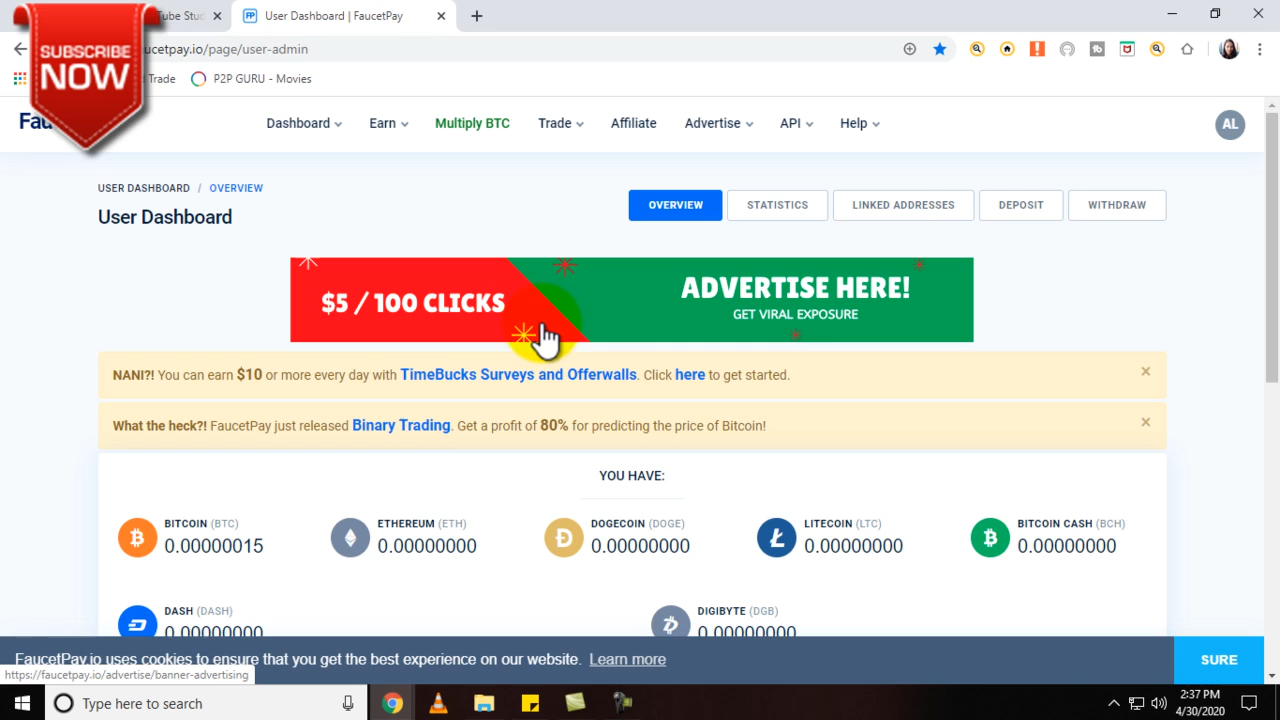 SUBSCRIBE
NOW
Tube Stud
User Dashboard | FaucetPay
ucetpay.io/page/user-admin
Trade
P2P GURU - Movies
Fau
Dashboard
Earn
Multiply BTC
Trade
Affiliate
Advertise
API
Help
AL
USER DASHBOARD / OVERVIEW
User Dashboard
OVERVIEW
STATISTICS
LINKED ADDRESSES
DEPOSIT
WITHDRAW
$5 / 100 CLICKS
ADVERTISE HERE!
GET VIRAL EXPOSURE
NANI?! You can earn $10 or more every day with TimeBucks Surveys and Offerwalls. Click here to get started.
What the heck?! FaucetPay just released Binary Trading. Get a profit of 80% for predicting the price of Bitcoin!
YOU HAVE:
BITCOIN (BTC)
0.00000015
ETHEREUM (ETH)
0.00000000
DOGECOIN (DOGE)
0.00000000
LITECOIN (LTC)
0.00000000
BITCOIN CASH (BCH)
0.00000000
DASH (DASH)
0.00000000
DIGIBYTE (DGB)
0.00000000
FaucetPay.io uses cookies to ensure that you get the best experience on our website. Learn more
SURE
https://faucetpay.io/advertise/banner-advertising
Type here to search
2:37 PM
4/30/2020